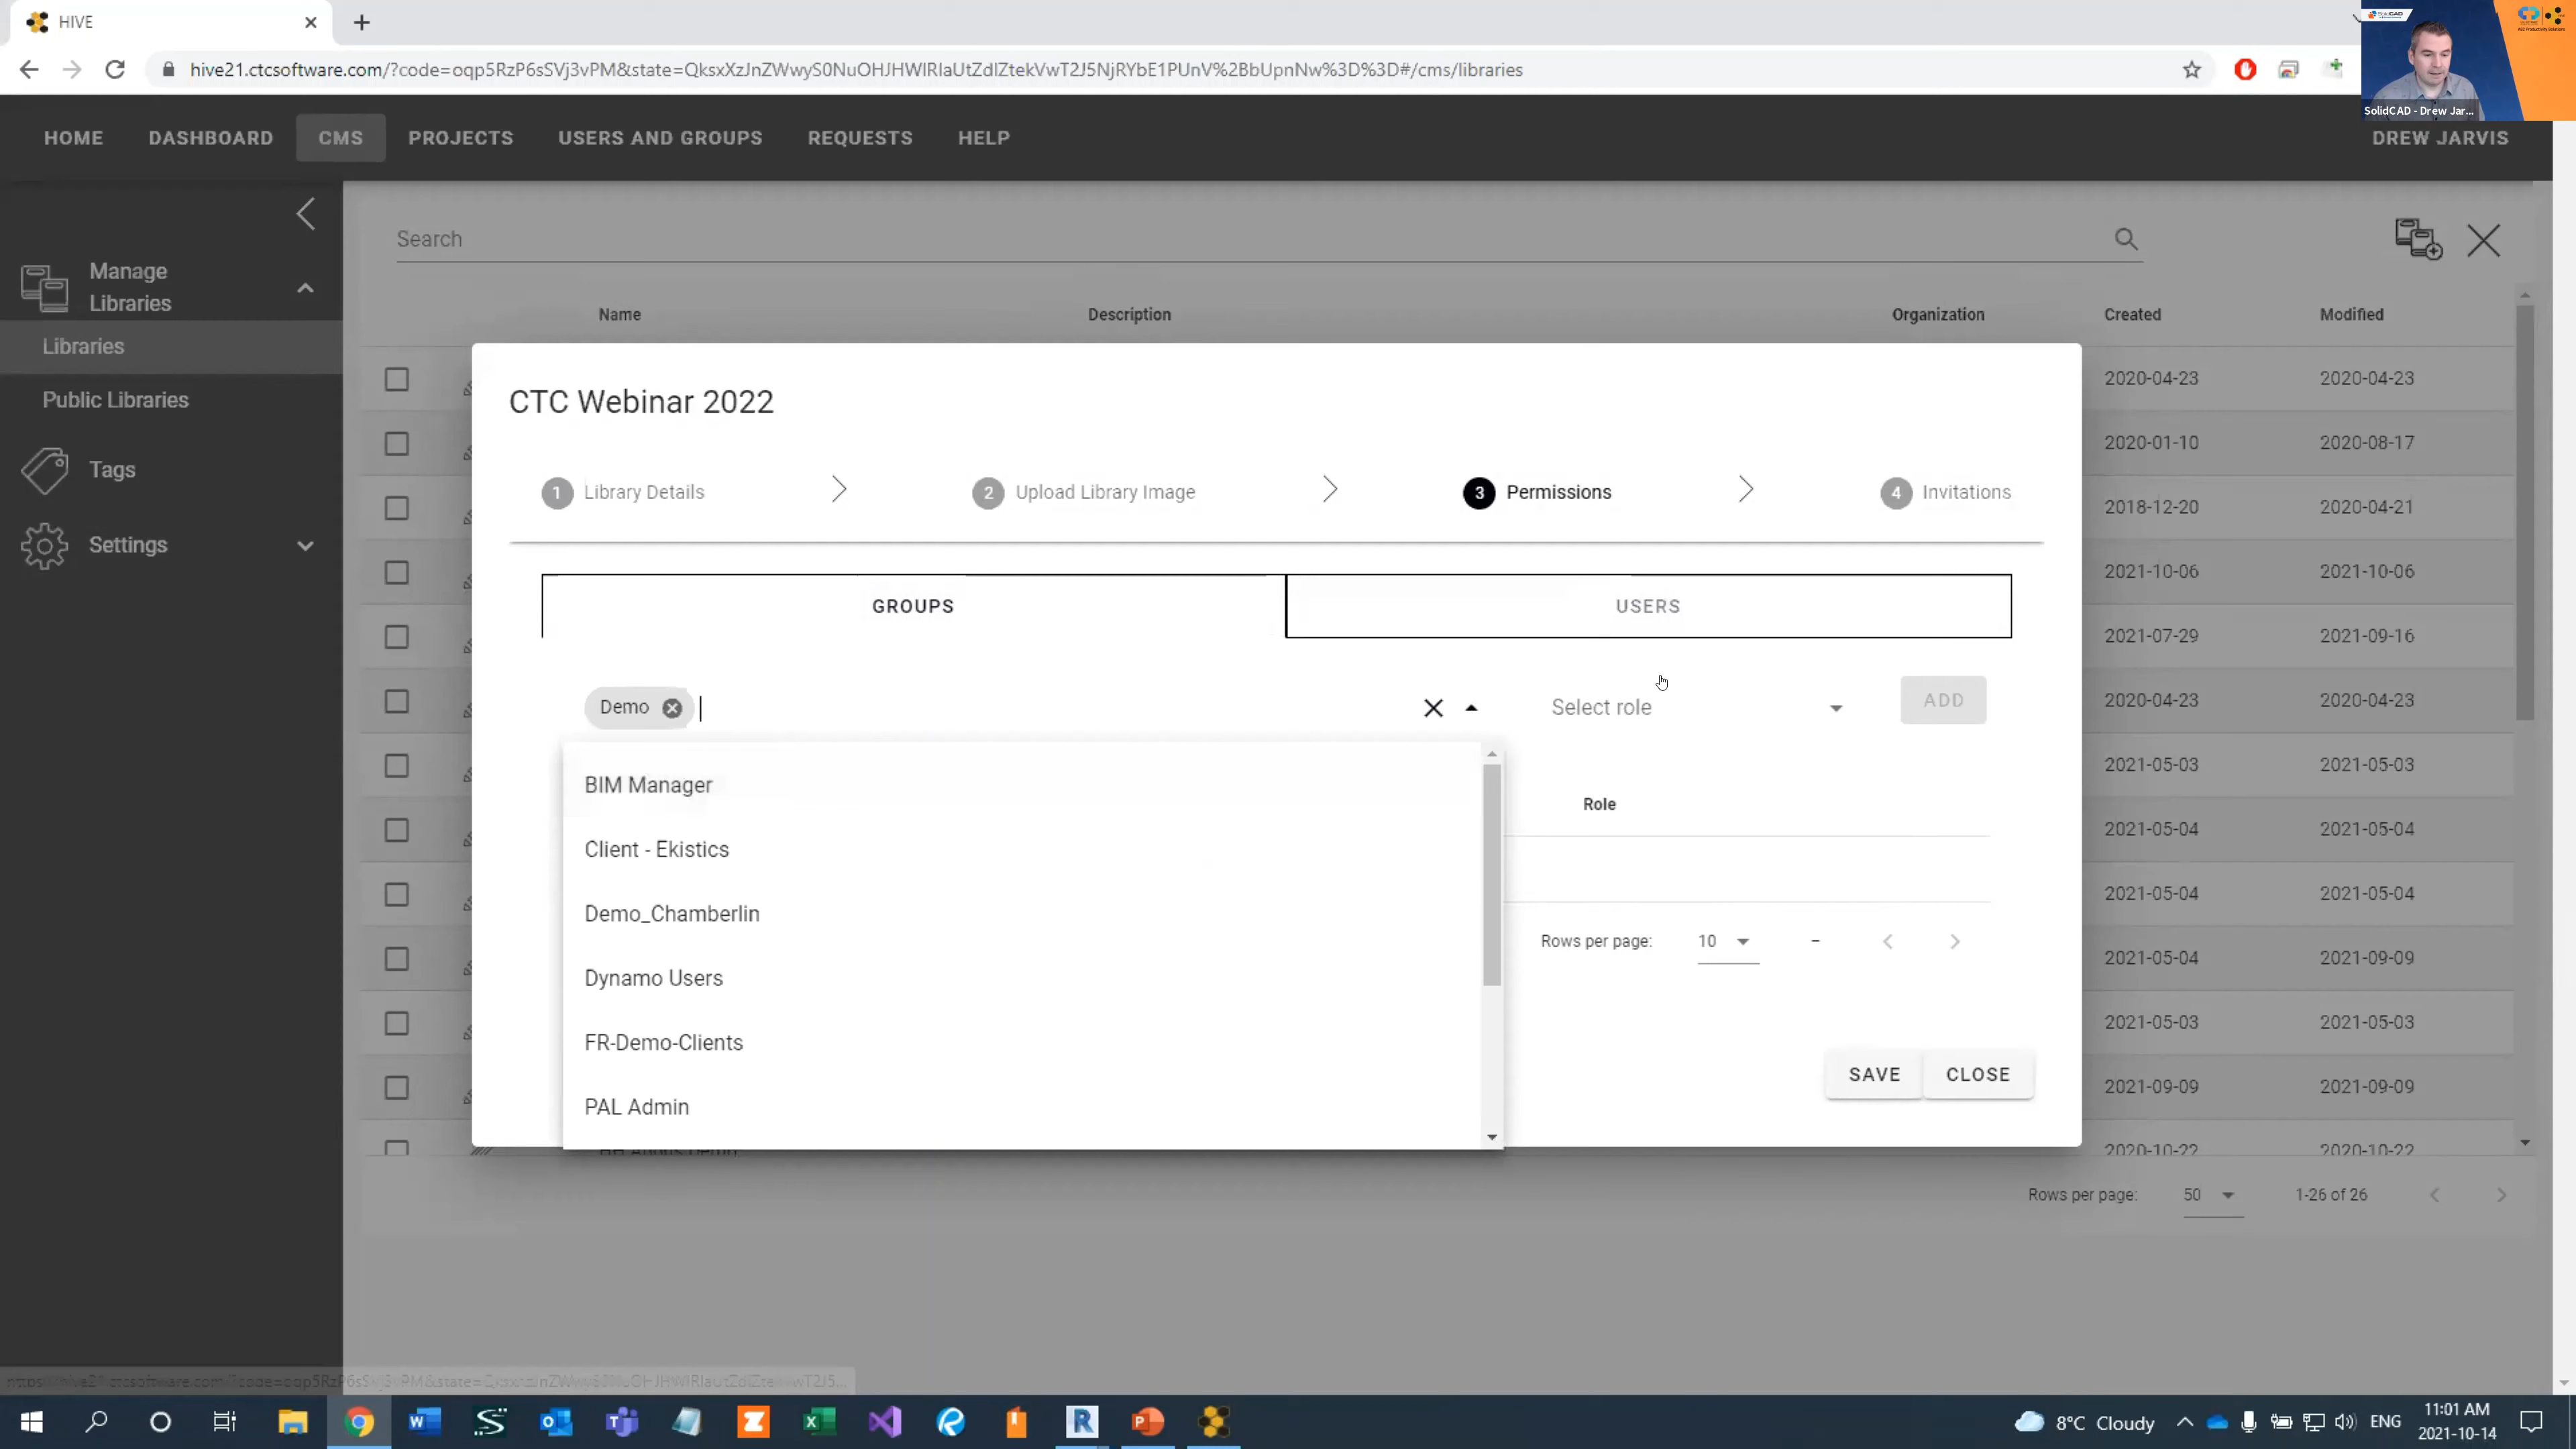 HIVE
hive21.ctcsoftware.com/?code=oqp5RzP6sSVj3vPM&state=QksxXzJnZWwyS0NuOHJHWlRlaUtZdlZtekVwT2J5NjRYbE1PUnV%2BbUpnNw%3D%3D#/cms/libraries
SolidCAD - Drew Jar...
HOME DASHBOARD CMS PROJECTS USERS AND GROUPS REQUESTS HELP DREW JARVIS
Manage
Libraries
Libraries
Public Libraries
Tags
Settings
Search
Name Description Organization Created Modified
2020-04-23 2020-04-23
2020-01-10 2020-08-17
2018-12-20 2020-04-21
2021-10-06 2021-10-06
2021-07-29 2021-09-16
2020-04-23 2020-04-23
2021-05-03 2021-05-03
2021-05-04 2021-05-04
2021-05-04 2021-05-04
2021-05-04 2021-09-09
2021-05-03 2021-05-03
2021-09-09 2021-09-09
2020-10-22 2020-10-22
CTC Webinar 2022
1 Library Details 2 Upload Library Image 3 Permissions 4 Invitations
GROUPS USERS
Demo Select role ADD
BIM Manager
Client - Ekistics
Demo_Chamberlin
Dynamo Users
FR-Demo-Clients
PAL Admin
Role
Rows per page: 10 –
SAVE CLOSE
Rows per page: 50 1-26 of 26
8°C Cloudy ENG 11:01 AM
2021-10-14